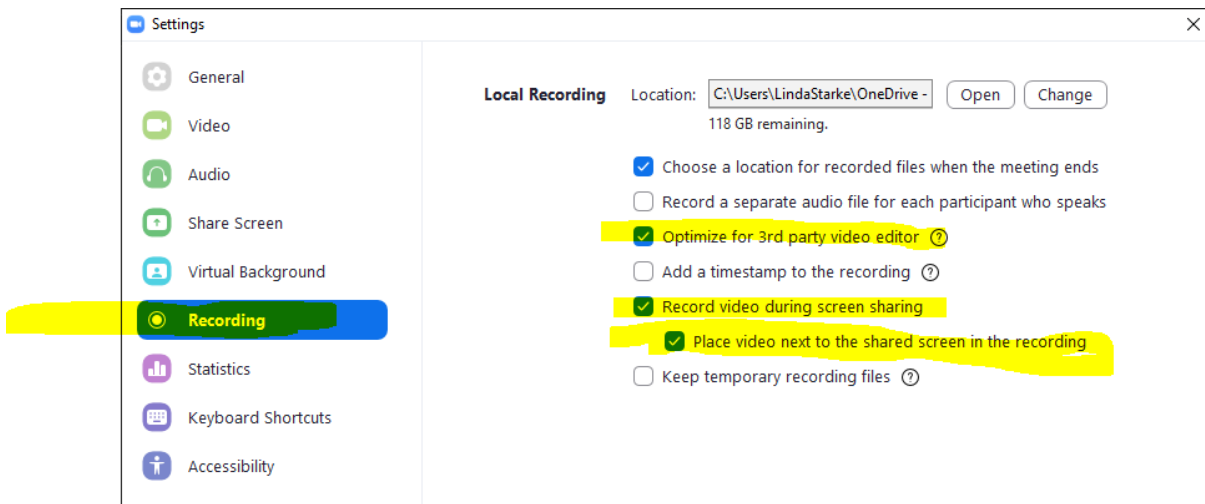 Settings
General
Video
Audio
Share Screen
Virtual Background
Recording
Statistics
Keyboard Shortcuts
Accessibility
Local Recording Location: C:\Users\LindaStarke\OneDrive - Open Change
118 GB remaining.
Choose a location for recorded files when the meeting ends
Record a separate audio file for each participant who speaks
Optimize for 3rd party video editor ?
Add a timestamp to the recording ?
Record video during screen sharing
Place video next to the shared screen in the recording
Keep temporary recording files ?